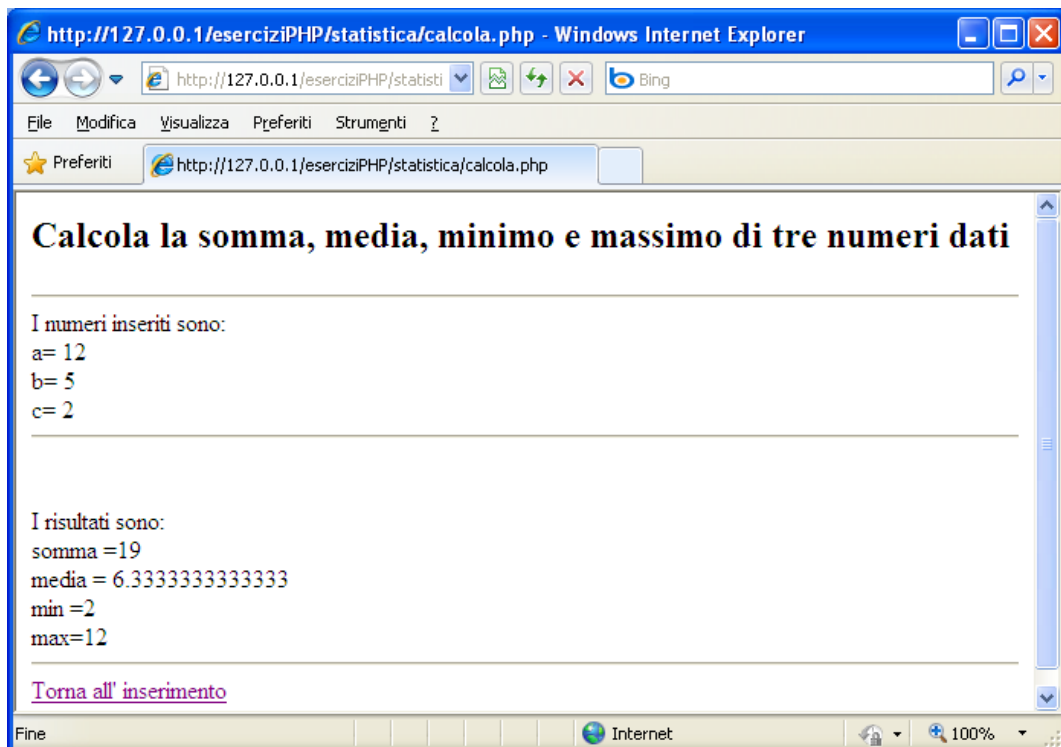 http://127.0.0.1/eserciziPHP/statistica/calcola.php - Windows Internet Explorer
http://127.0.0.1/eserciziPHP/statisti
Bing
File Modifica Visualizza Preferiti Strumenti ?
Preferiti
http://127.0.0.1/eserciziPHP/statistica/calcola.php
Calcola la somma, media, minimo e massimo di tre numeri dati
I numeri inseriti sono:
a= 12
b= 5
c= 2
I risultati sono:
somma =19
media = 6.3333333333333
min =2
max=12
Torna all' inserimento
Fine
Internet
100%